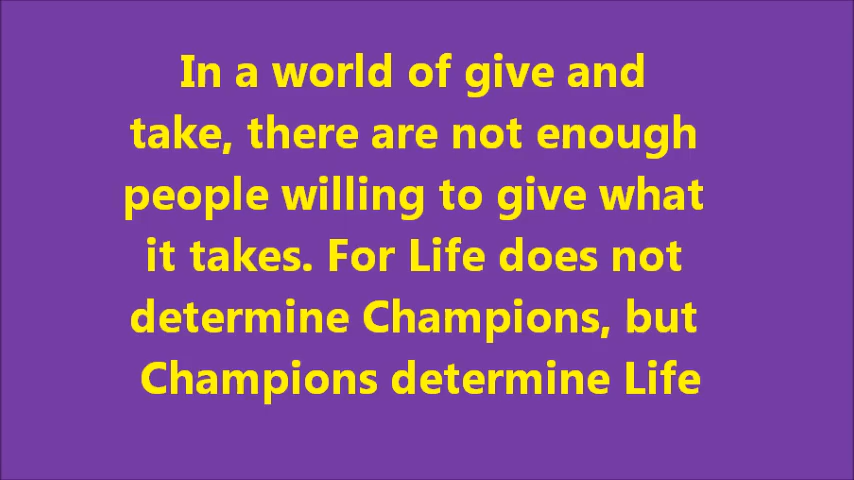 In a world of give and
take, there are not enough
people willing to give what
it takes. For Life does not
determine Champions, but
Champions determine Life